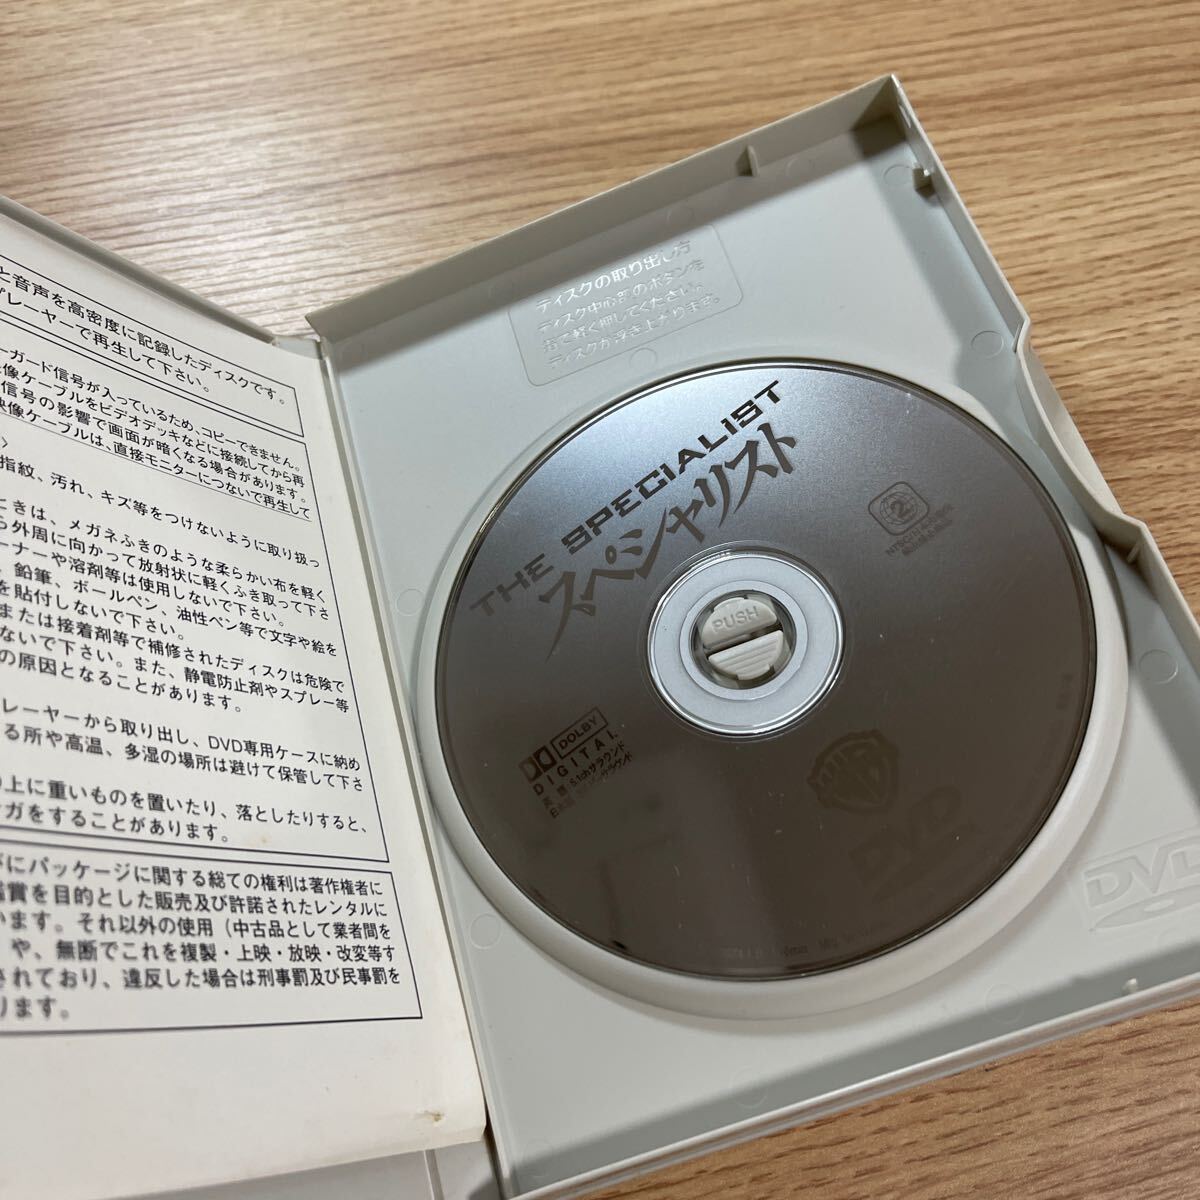 と音声を高密度に記録したディスクです。
プレーヤーで再生して下さい。
ーガード信号が入っているため、コピーできません。
像ケーブルをビデオデッキなどに接続してから再
信号の影響で画面が暗くなる場合があります。
映像ケーブルは、直接モニターにつないで再生して
〉
指紋、汚れ、キズ等をつけないように取り扱っ
ときは、メガネふきのような柔らかい布を軽く
ら外周に向かって放射状に軽くふき取って下さ
ーナーや溶剤等は使用しないで下さい。
、鉛筆、ボールペン、油性ペン等で文字や絵を
を貼付しないで下さい。
または接着剤等で補修されたディスクは危険で
ないで下さい。また、静電防止剤やスプレー等
の原因となることがあります。
レーヤーから取り出し、DVD専用ケースに納め
る所や高温、多湿の場所は避けて保管して下さ
の上に重いものを置いたり、落としたりすると、
ケガをすることがあります。
びにパッケージに関する総ての権利は著作権者に
鑑賞を目的とした販売及び許諾されたレンタルに
います。それ以外の使用（中古品として業者間を
）や、無断でこれを複製・上映・放映・改変等す
されており、違反した場合は刑事罰及び民事罰を
ります。
ディスクの取り出し方
ディスク中心部のボタンを
指で軽く押してください。
ディスクが浮き上がります。
THE SPECIALIST
スペシャリスト
2
PUSH
DOLBY
DIGITAL
英語 5.1chサラウンド
WB
DVD
DVD